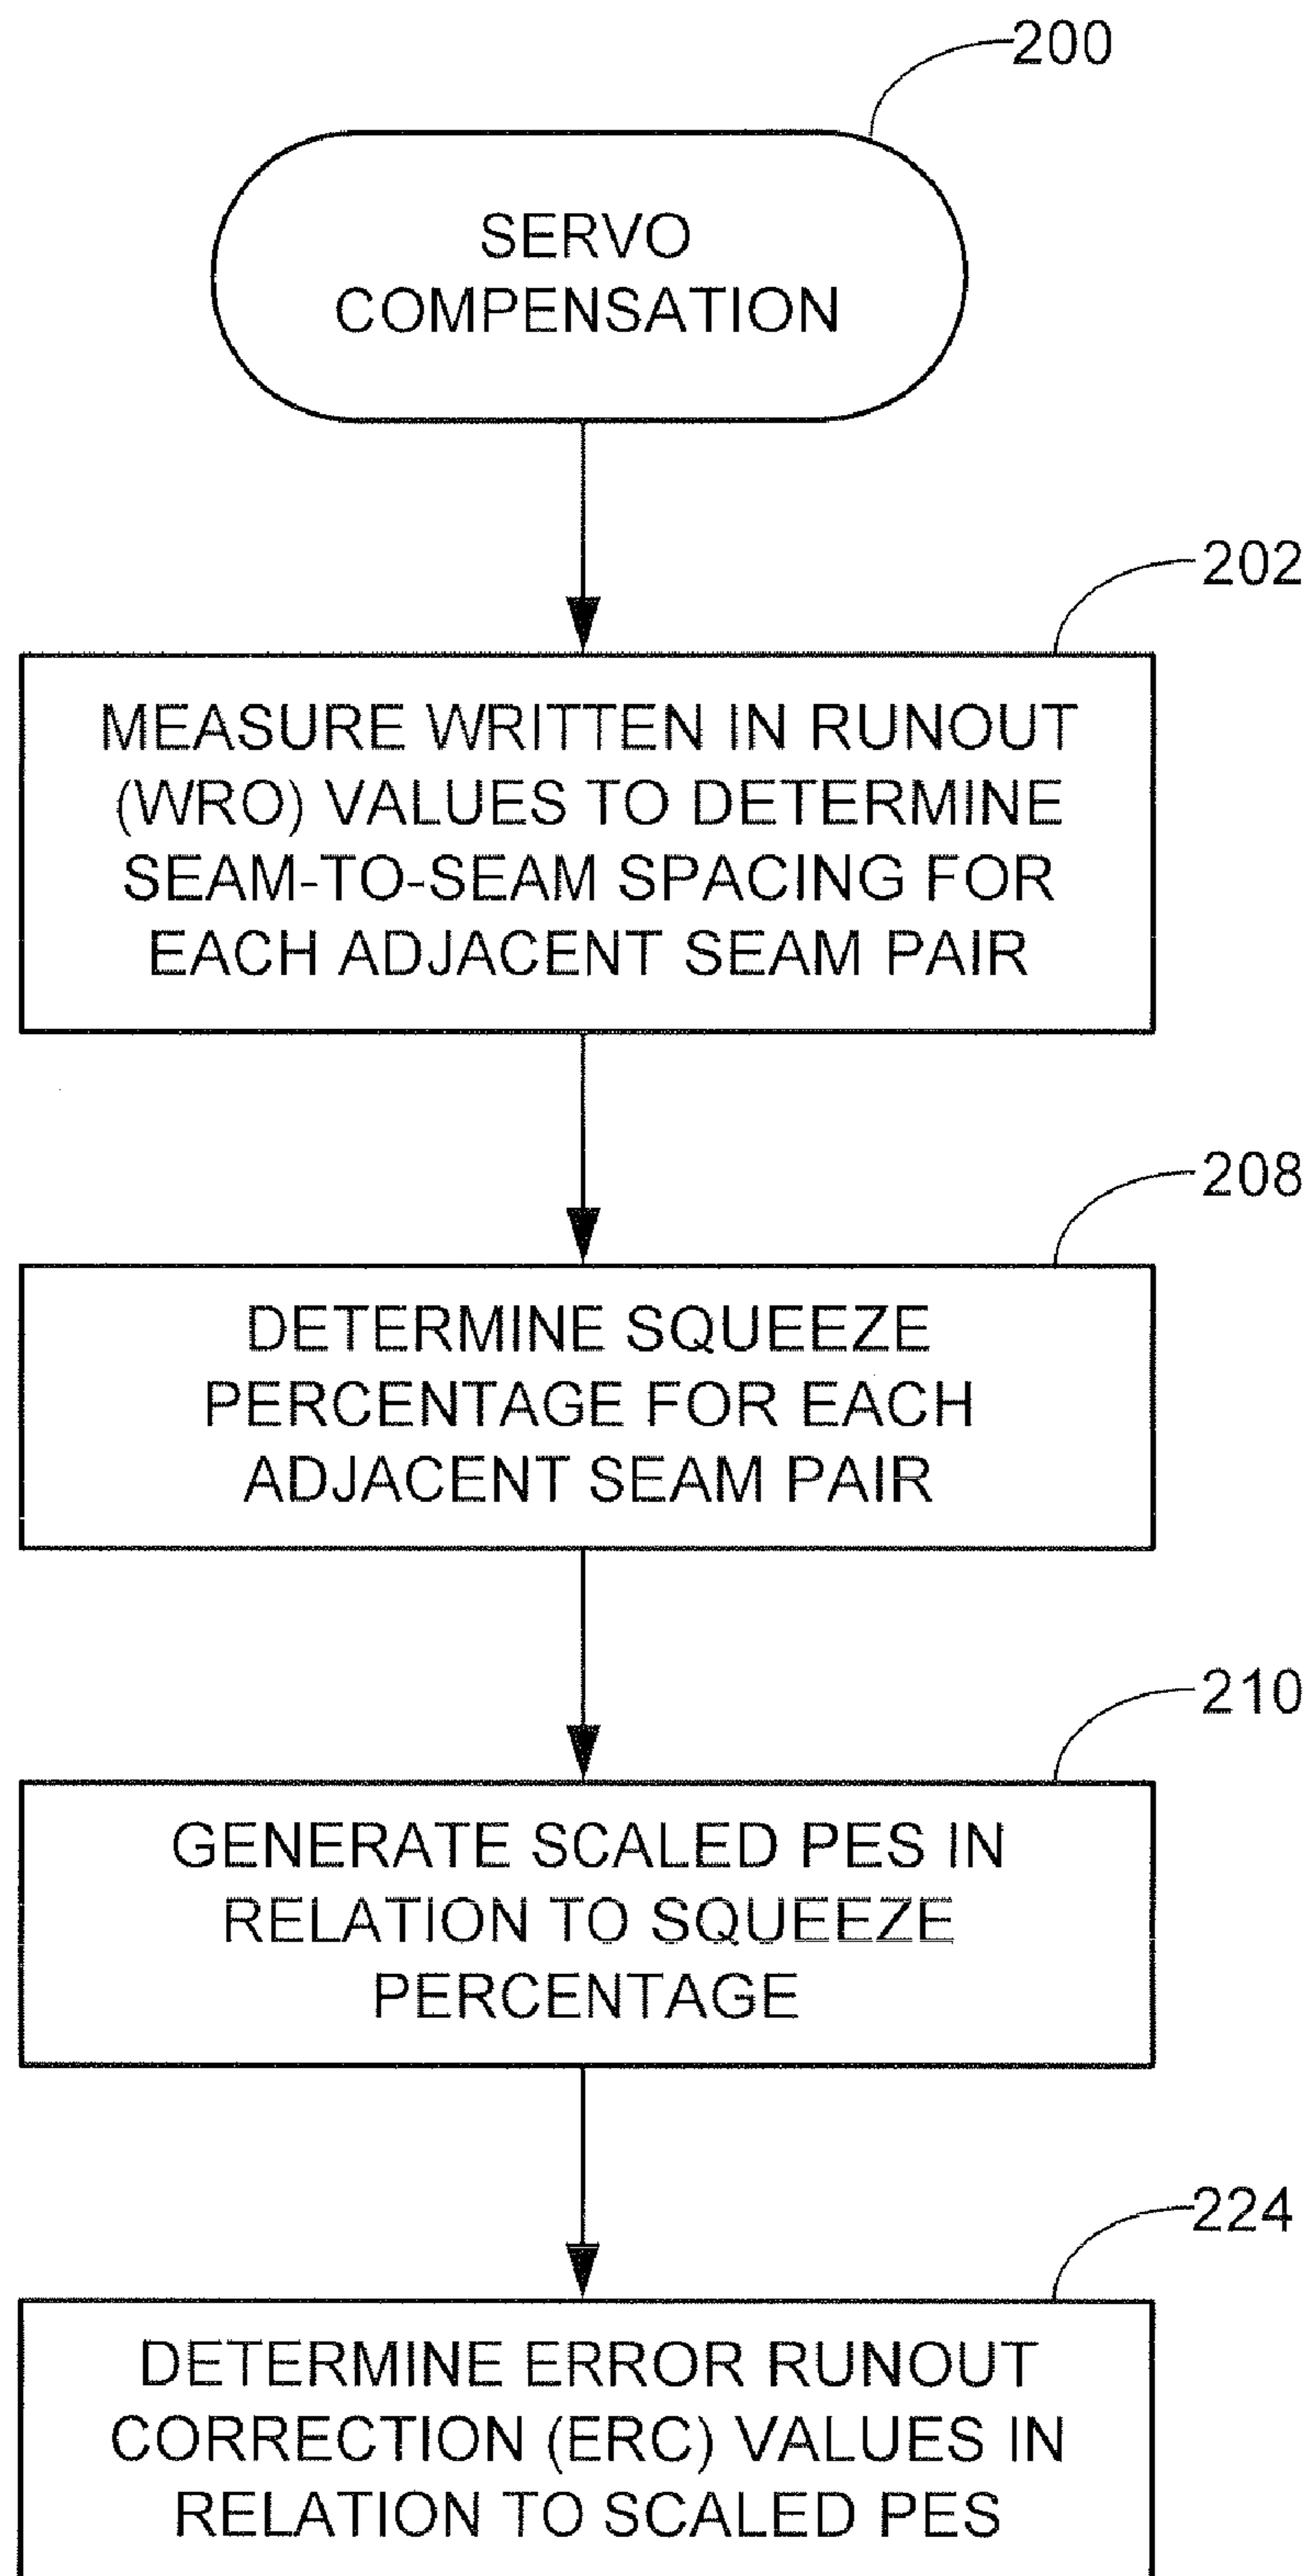 200
SERVO
COMPENSATION
202
MEASURE WRITTEN IN RUNOUT
(WRO) VALUES TO DETERMINE
SEAM-TO-SEAM SPACING FOR
EACH ADJACENT SEAM PAIR
208
DETERMINE SQUEEZE
PERCENTAGE FOR EACH
ADJACENT SEAM PAIR
210
GENERATE SCALED PES IN
RELATION TO SQUEEZE
PERCENTAGE
224
DETERMINE ERROR RUNOUT
CORRECTION (ERC) VALUES IN
RELATION TO SCALED PES